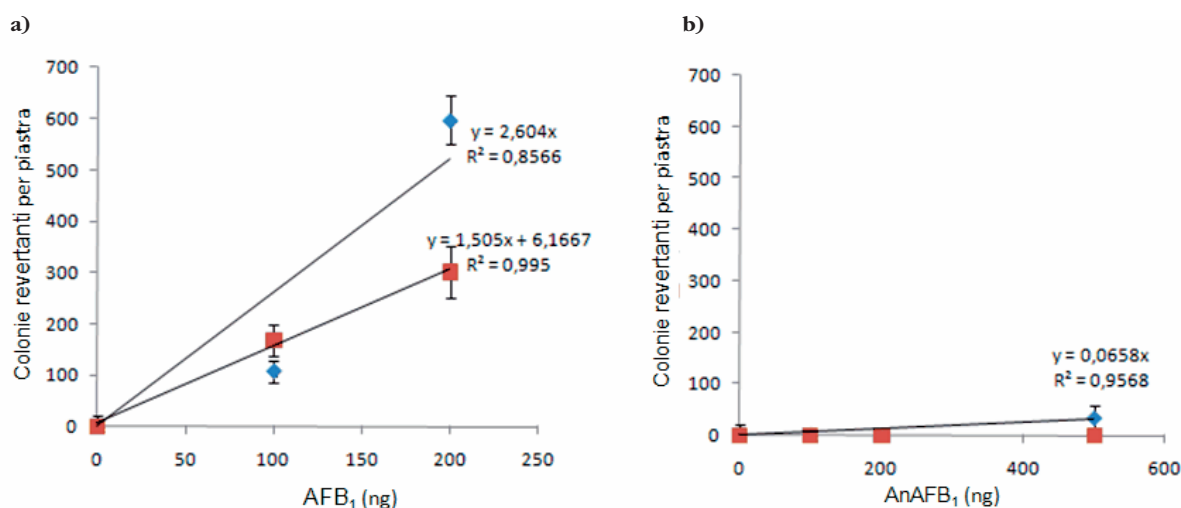 a)
Colonie revertanti per piastra
700
600
500
400
300
200
100
0
y = 2,604x
R² = 0,8566
y = 1,505x + 6,1667
R² = 0,995
0 50 100 150 200 250
AFB₁ (ng)
b)
Colonie revertanti per piastra
700
600
500
400
300
200
100
0
y = 0,0658x
R² = 0,9568
0 200 400 600
AnAFB₁ (ng)